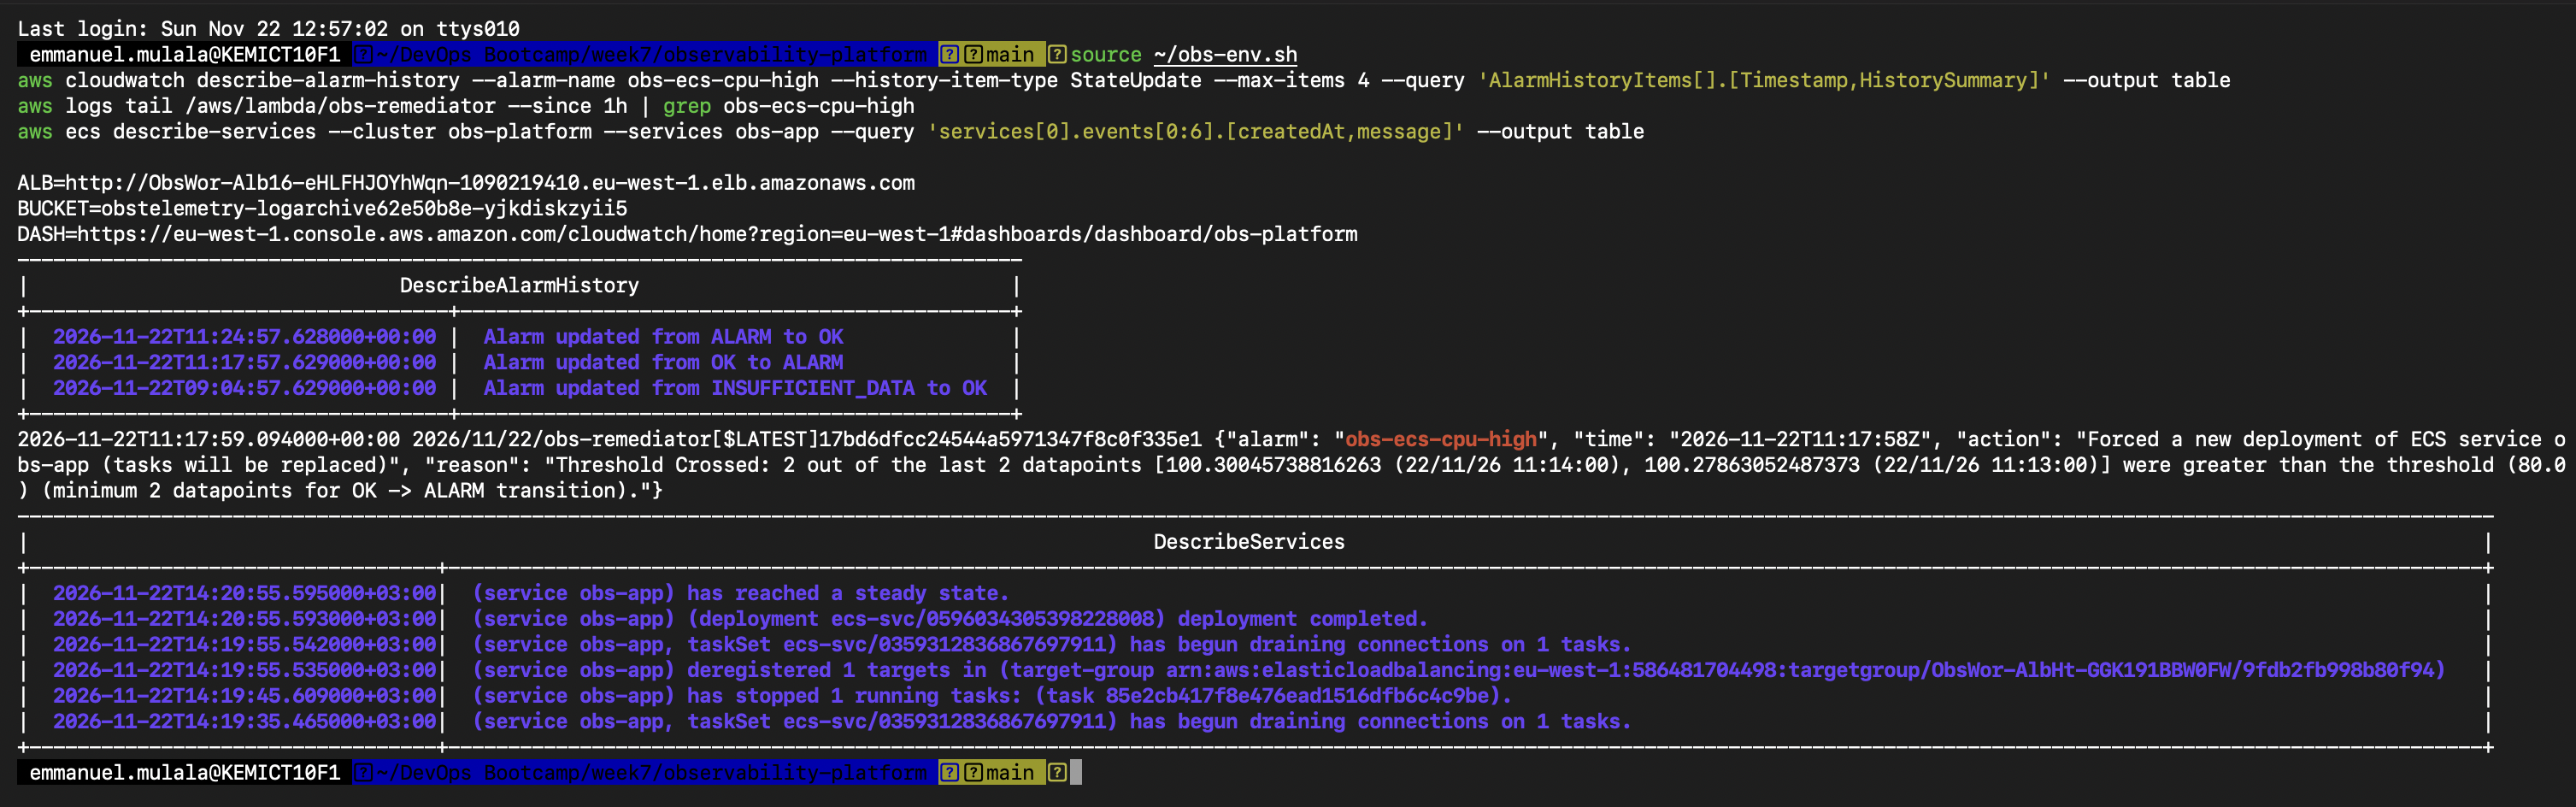 Last login: Sun Nov 22 12:57:02 on ttys010
emmanuel.mulala@KEMICT10F1 ~/DevOps Bootcamp/week7/observability-platform main source ~/obs-env.sh
aws cloudwatch describe-alarm-history --alarm-name obs-ecs-cpu-high --history-item-type StateUpdate --max-items 4 --query 'AlarmHistoryItems[].[Timestamp,HistorySummary]' --output table
aws logs tail /aws/lambda/obs-remediator --since 1h | grep obs-ecs-cpu-high
aws ecs describe-services --cluster obs-platform --services obs-app --query 'services[0].events[0:6].[createdAt,message]' --output table
ALB=http://ObsWor-Alb16-eHLFHJOYhWqn-1090219410.eu-west-1.elb.amazonaws.com
BUCKET=obstelemetry-logarchive62e50b8e-yjkdiskzyii5
DASH=https://eu-west-1.console.aws.amazon.com/cloudwatch/home?region=eu-west-1#dashboards/dashboard/obs-platform
DescribeAlarmHistory
2026-11-22T11:24:57.628000+00:00 | Alarm updated from ALARM to OK
2026-11-22T11:17:57.629000+00:00 | Alarm updated from OK to ALARM
2026-11-22T09:04:57.629000+00:00 | Alarm updated from INSUFFICIENT_DATA to OK
2026-11-22T11:17:59.094000+00:00 2026/11/22/obs-remediator[$LATEST]17bd6dfcc24544a5971347f8c0f335e1 {"alarm": "obs-ecs-cpu-high", "time": "2026-11-22T11:17:58Z", "action": "Forced a new deployment of ECS service o
bs-app (tasks will be replaced)", "reason": "Threshold Crossed: 2 out of the last 2 datapoints [100.30045738816263 (22/11/26 11:14:00), 100.27863052487373 (22/11/26 11:13:00)] were greater than the threshold (80.0
) (minimum 2 datapoints for OK -> ALARM transition)."}
DescribeServices
2026-11-22T14:20:55.595000+03:00| (service obs-app) has reached a steady state.
2026-11-22T14:20:55.593000+03:00| (service obs-app) (deployment ecs-svc/0596034305398228008) deployment completed.
2026-11-22T14:19:55.542000+03:00| (service obs-app, taskSet ecs-svc/0359312836867697911) has begun draining connections on 1 tasks.
2026-11-22T14:19:55.535000+03:00| (service obs-app) deregistered 1 targets in (target-group arn:aws:elasticloadbalancing:eu-west-1:586481704498:targetgroup/ObsWor-AlbHt-GGK191BBW0FW/9fdb2fb998b80f94)
2026-11-22T14:19:45.609000+03:00| (service obs-app) has stopped 1 running tasks: (task 85e2cb417f8e476ead1516dfb6c4c9be).
2026-11-22T14:19:35.465000+03:00| (service obs-app, taskSet ecs-svc/0359312836867697911) has begun draining connections on 1 tasks.
emmanuel.mulala@KEMICT10F1 ~/DevOps Bootcamp/week7/observability-platform main